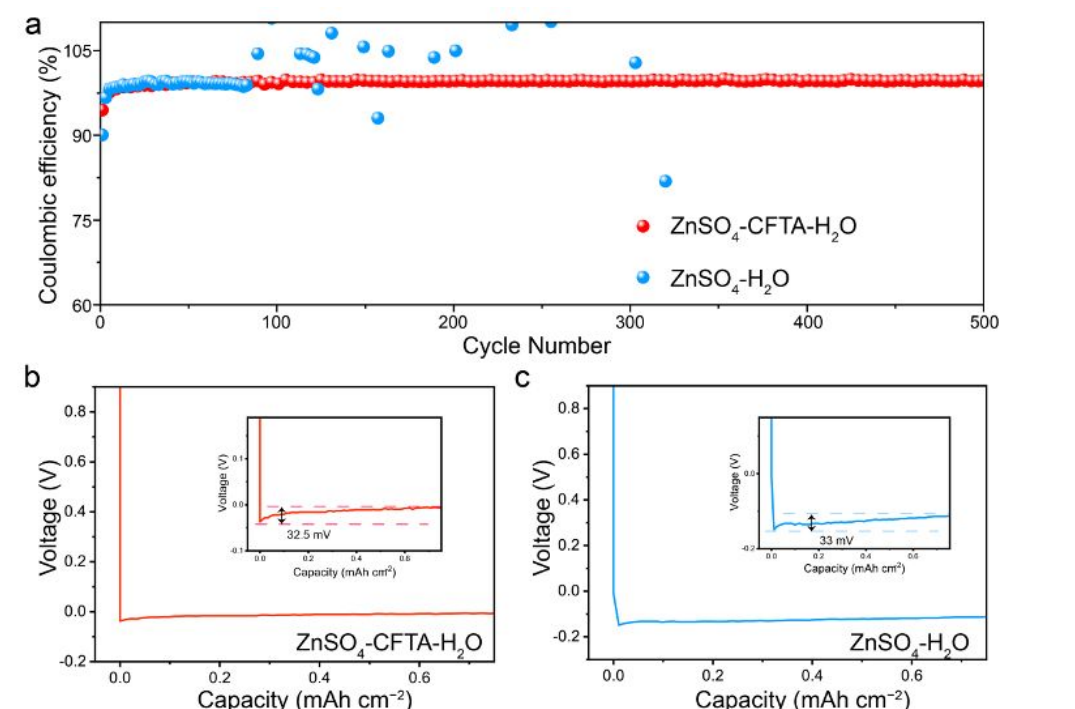 a
Coulombic efficiency (%)
105
90
75
60
ZnSO₄-CFTA-H₂O
ZnSO₄-H₂O
0 100 200 300 400 500
Cycle Number
b
Voltage (V)
0.8
0.6
0.4
0.2
0.0
-0.2
Voltage (V)
0.1
0.0
-0.1
32.5 mV
0.0 0.2 0.4 0.6
Capacity (mAh cm²)
ZnSO₄-CFTA-H₂O
0.0 0.2 0.4 0.6
Capacity (mAh cm⁻²)
c
Voltage (V)
0.8
0.6
0.4
0.2
0.0
-0.2
Voltage (V)
0.0
-0.2
33 mV
0.0 0.2 0.4 0.6
Capacity (mAh cm²)
ZnSO₄-H₂O
0.0 0.2 0.4 0.6
Capacity (mAh cm⁻²)